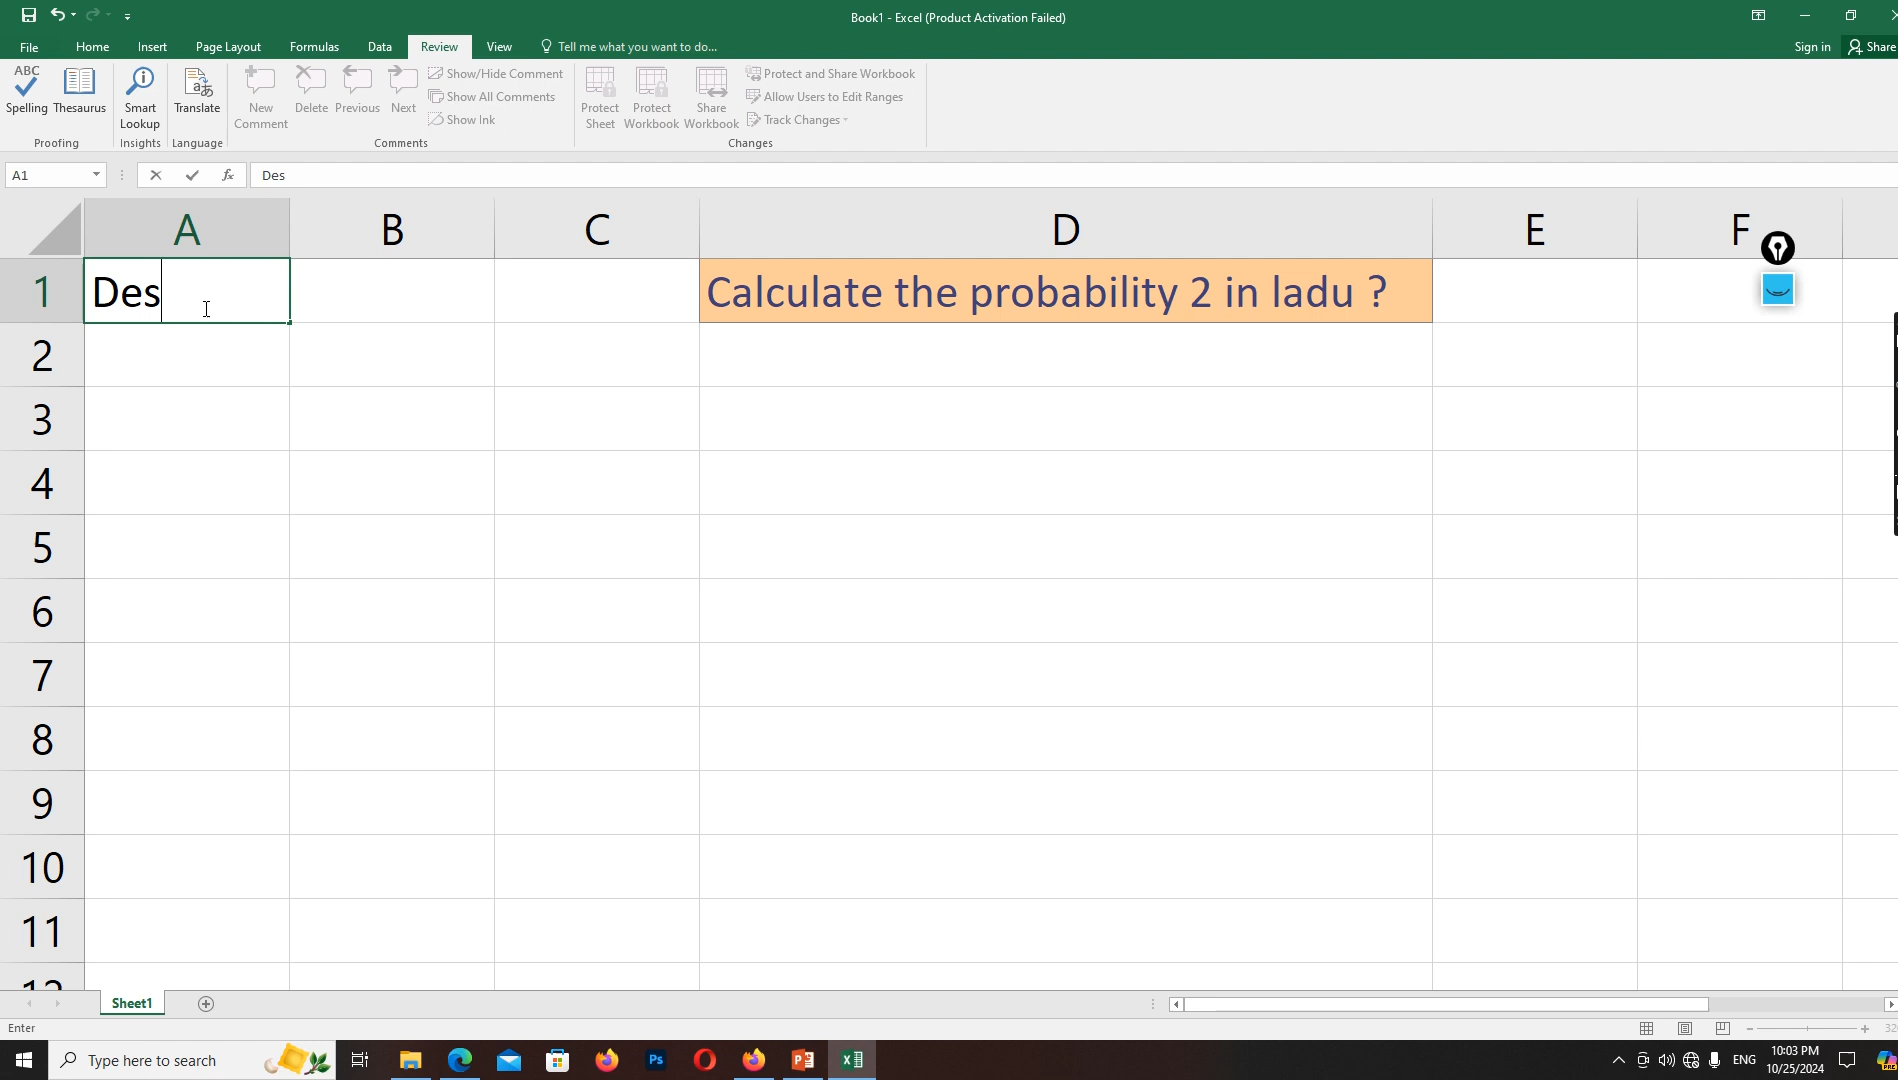 Book1 - Excel (Product Activation Failed)
File Home Insert Page Layout Formulas Data Review View Tell me what you want to do... Sign in Share
ABC
Spelling Thesaurus Smart Lookup Translate New Comment Delete Previous Next
Show/Hide Comment
Show All Comments
Show Ink
Protect Sheet Protect Workbook Share Workbook
Protect and Share Workbook
Allow Users to Edit Ranges
Track Changes
Proofing Insights Language Comments Changes
A1 fx Des
A B C D E F
1 Des Calculate the probability 2 in ladu ?
2
3
4
5
6
7
8
9
10
11
12
Sheet1
Enter
Type here to search
Ps
ENG
10:03 PM
10/25/2024